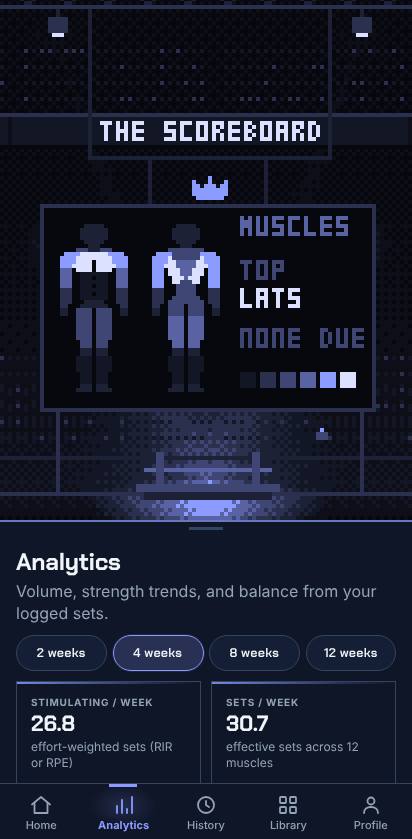 THE SCOREBOARD
MUSCLES
TOP
LATS
NONE DUE
Analytics
Volume, strength trends, and balance from your
logged sets.
2 weeks
4 weeks
8 weeks
12 weeks
STIMULATING / WEEK
26.8
effort-weighted sets (RIR
or RPE)
SETS / WEEK
30.7
effective sets across 12
muscles
Home
Analytics
History
Library
Profile